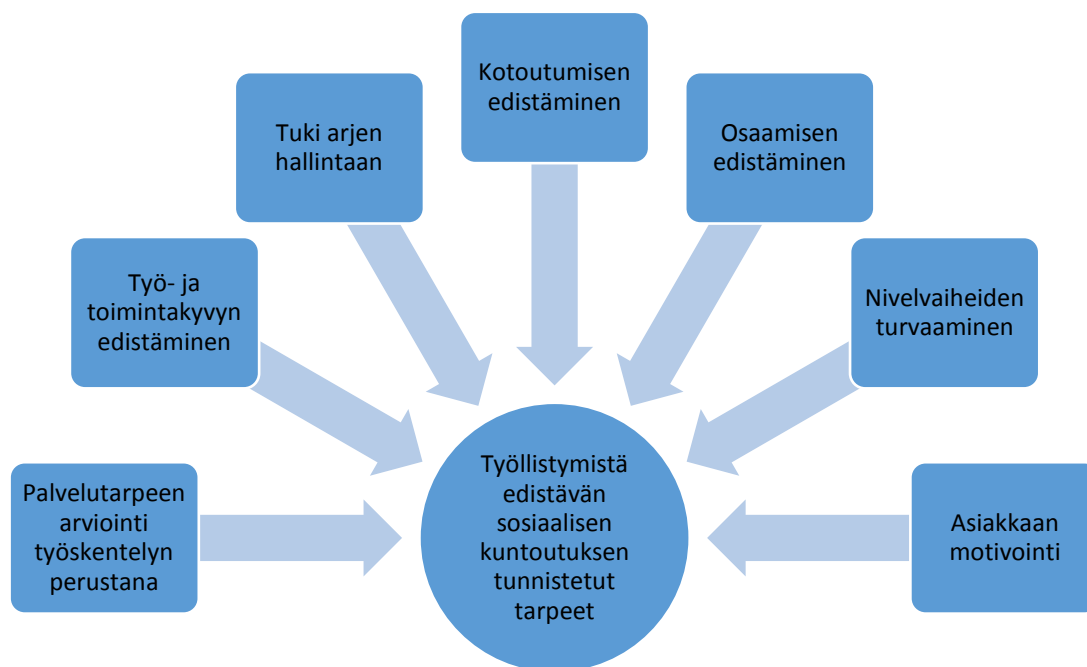 Kotoutumisen
edistäminen
Tuki arjen
hallintaan
Osaamisen
edistäminen
Työ- ja
toimintakyvyn
edistäminen
Nivelvaiheiden
turvaaminen
Palvelutarpeen
arviointi
työskentelyn
perustana
Työllistymistä
edistävän
sosiaalisen
kuntoutuksen
tunnistetut
tarpeet
Asiakkaan
motivointi